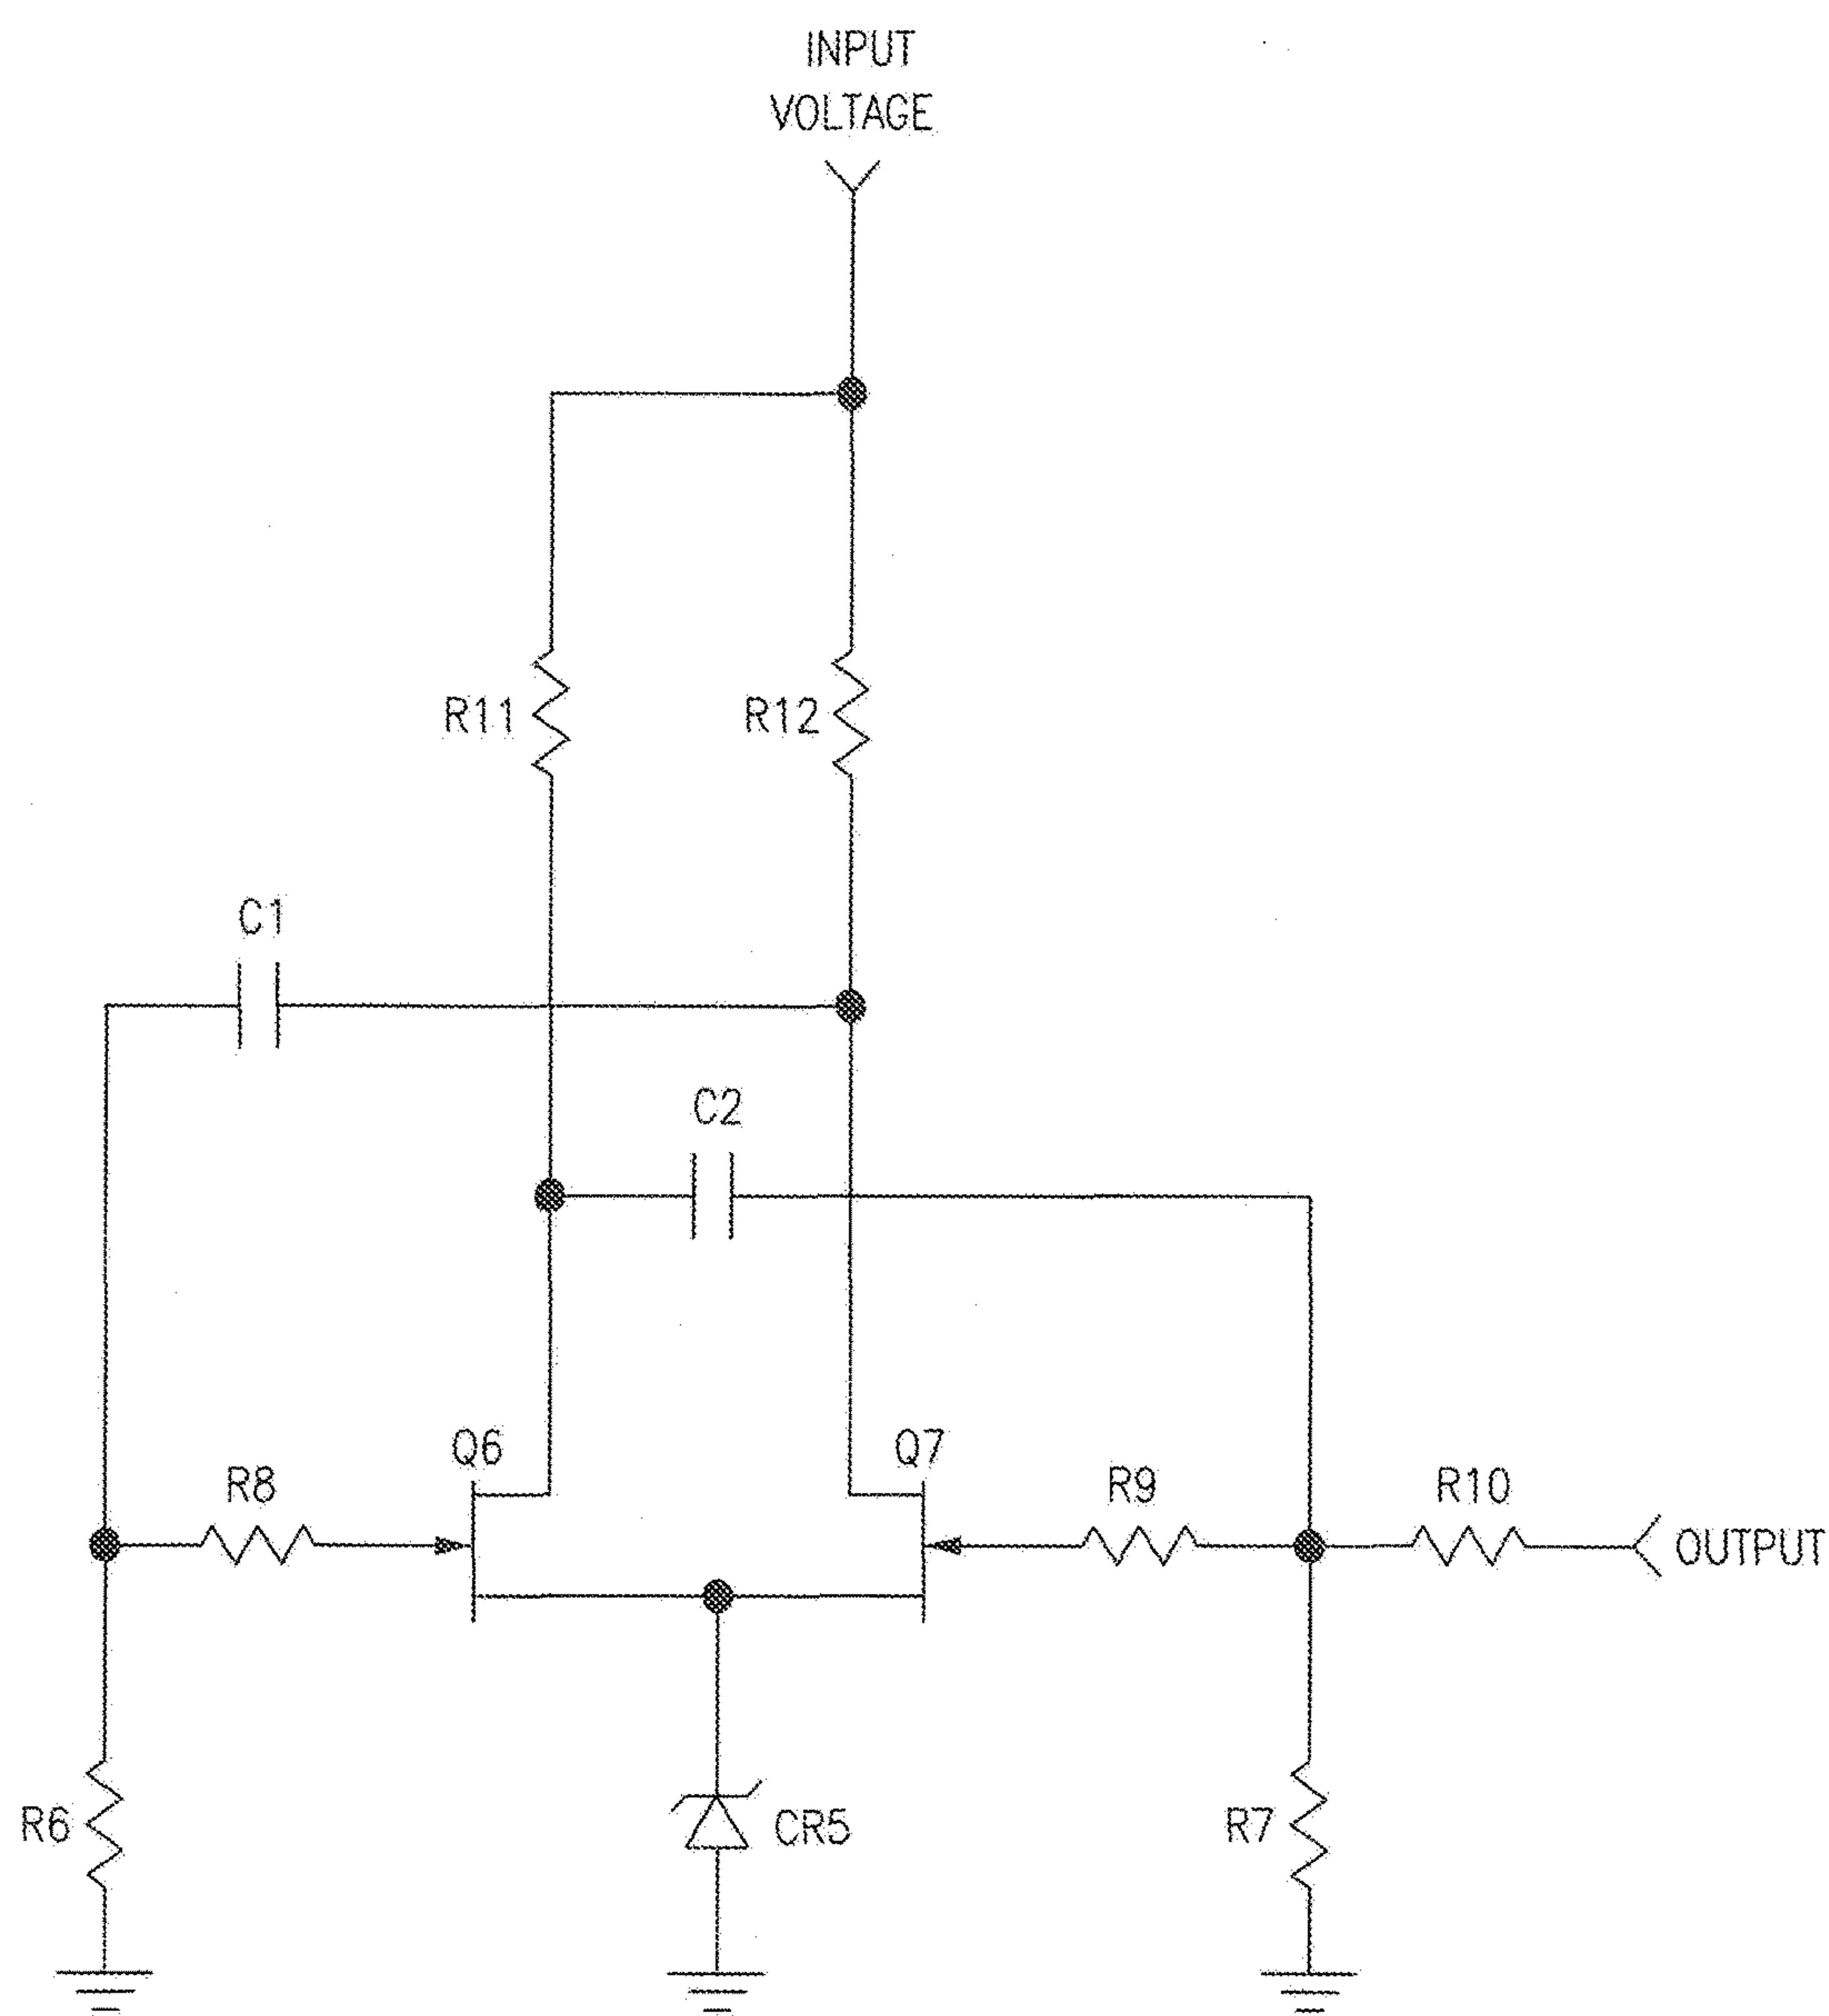 INPUT
VOLTAGE
R11
R12
C1
C2
Q6
Q7
R8
R9
R10
OUTPUT
R6
CR5
R7